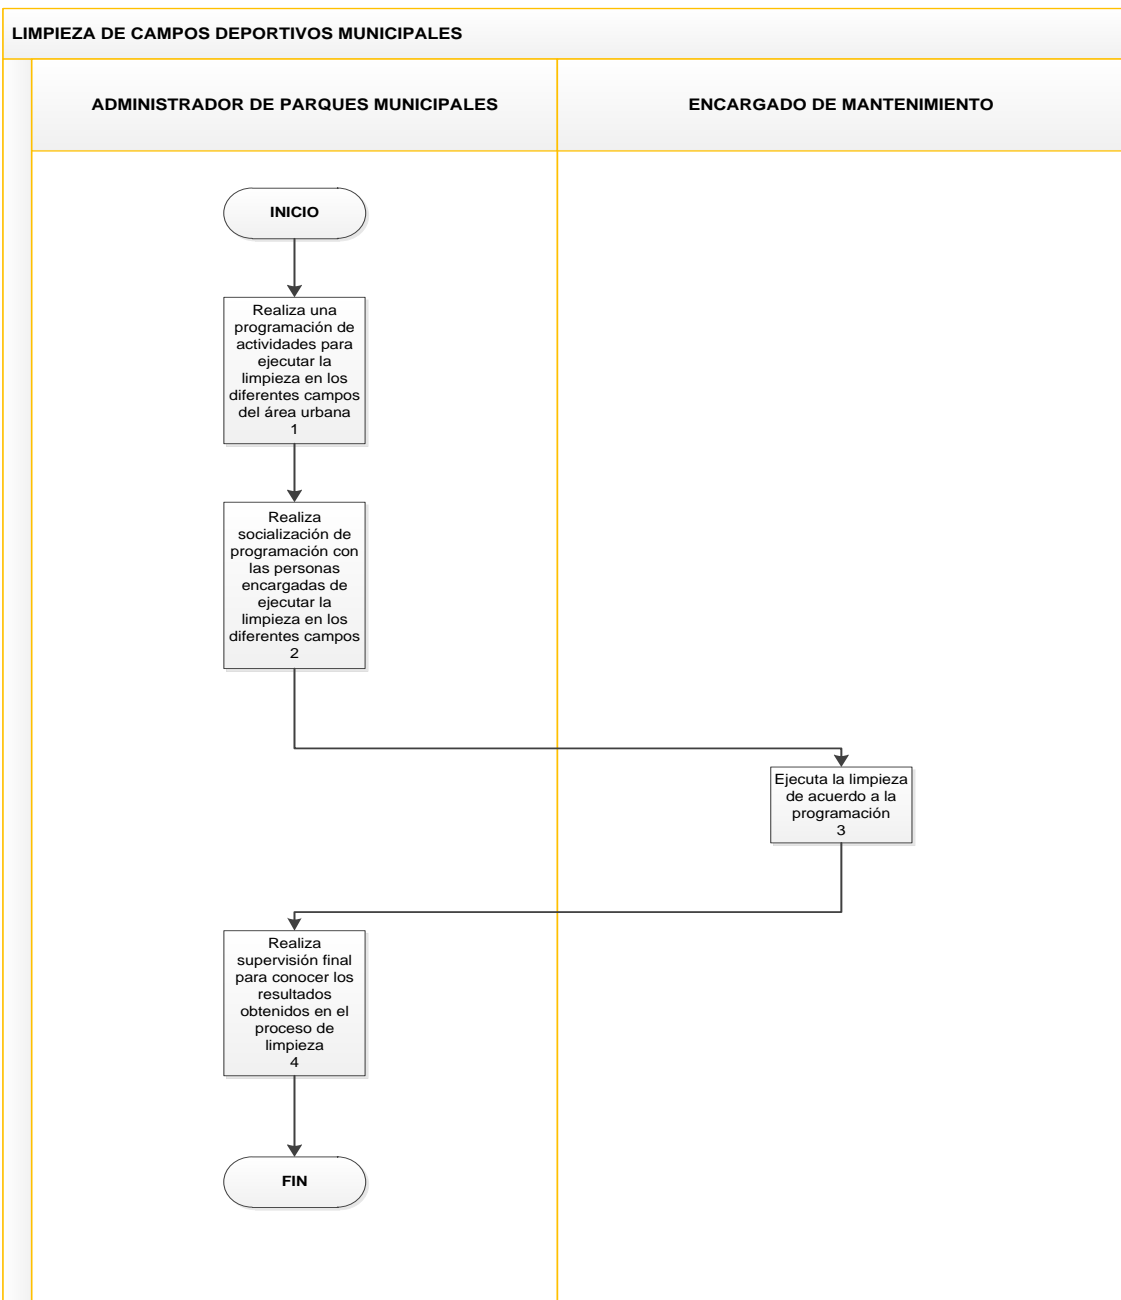 LIMPIEZA DE CAMPOS DEPORTIVOS MUNICIPALES
ADMINISTRADOR DE PARQUES MUNICIPALES
ENCARGADO DE MANTENIMIENTO
INICIO
Realiza una
programación de
actividades para
ejecutar la
limpieza en los
diferentes campos
del área urbana
1
Realiza
socialización de
programación con
las personas
encargadas de
ejecutar la
limpieza en los
diferentes campos
2
Ejecuta la limpieza
de acuerdo a la
programación
3
Realiza
supervisión final
para conocer los
resultados
obtenidos en el
proceso de
limpieza
4
FIN